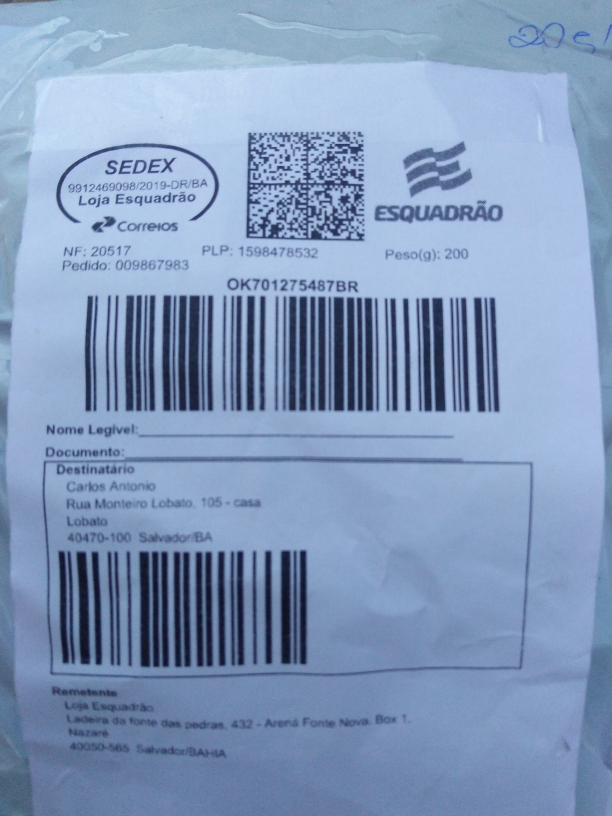 SEDEX
9912469098/2019-DR/BA
Loja Esquadrão
Correios
ESQUADRÃO
NF: 20517
PLP: 1598478532
Peso(g): 200
Pedido: 009867983
OK701275487BR
Nome Legível:
Documento:
Destinatário
Carlos Antonio
Rua Monteiro Lobato, 105 - casa
Lobato
40470-100 Salvador/BA
Remetente
Loja Esquadrão
Ladeira da fonte das pedras, 432 - Arena Fonte Nova, Box 1.
Nazaré
40050-565 Salvador/BAHIA